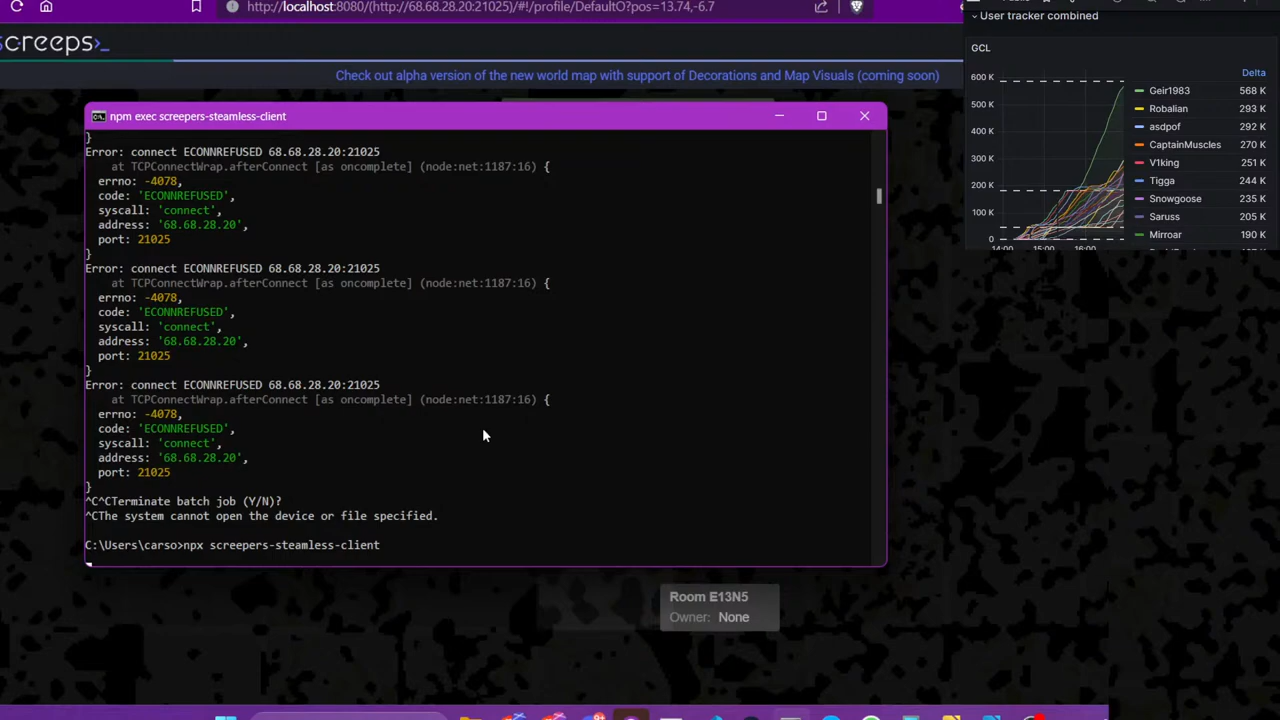 http://localhost:8080/(http://68.68.28.20:21025)/#!/profile/DefaultO?pos=13.74,-6.7
creeps>_
Check out alpha version of the new world map with support of Decorations and Map Visuals (coming soon)
npm exec screepers-steamless-client
}
Error: connect ECONNREFUSED 68.68.28.20:21025
at TCPConnectWrap.afterConnect [as oncomplete] (node:net:1187:16) {
errno: -4078,
code: 'ECONNREFUSED',
syscall: 'connect',
address: '68.68.28.20',
port: 21025
}
Error: connect ECONNREFUSED 68.68.28.20:21025
at TCPConnectWrap.afterConnect [as oncomplete] (node:net:1187:16) {
errno: -4078,
code: 'ECONNREFUSED',
syscall: 'connect',
address: '68.68.28.20',
port: 21025
}
Error: connect ECONNREFUSED 68.68.28.20:21025
at TCPConnectWrap.afterConnect [as oncomplete] (node:net:1187:16) {
errno: -4078,
code: 'ECONNREFUSED',
syscall: 'connect',
address: '68.68.28.20',
port: 21025
}
^C^CTerminate batch job (Y/N)?
^CThe system cannot open the device or file specified.
C:\Users\carso>npx screepers-steamless-client
Room E13N5
Owner: None
User tracker combined
GCL
Delta
600 K
500 K
400 K
300 K
200 K
100 K
0
14:00 15:00 16:00
Geir1983 568 K
Robalian 293 K
asdpof 292 K
CaptainMuscles 270 K
V1king 251 K
Tigga 244 K
Snowgoose 235 K
Saruss 205 K
Mirroar 190 K